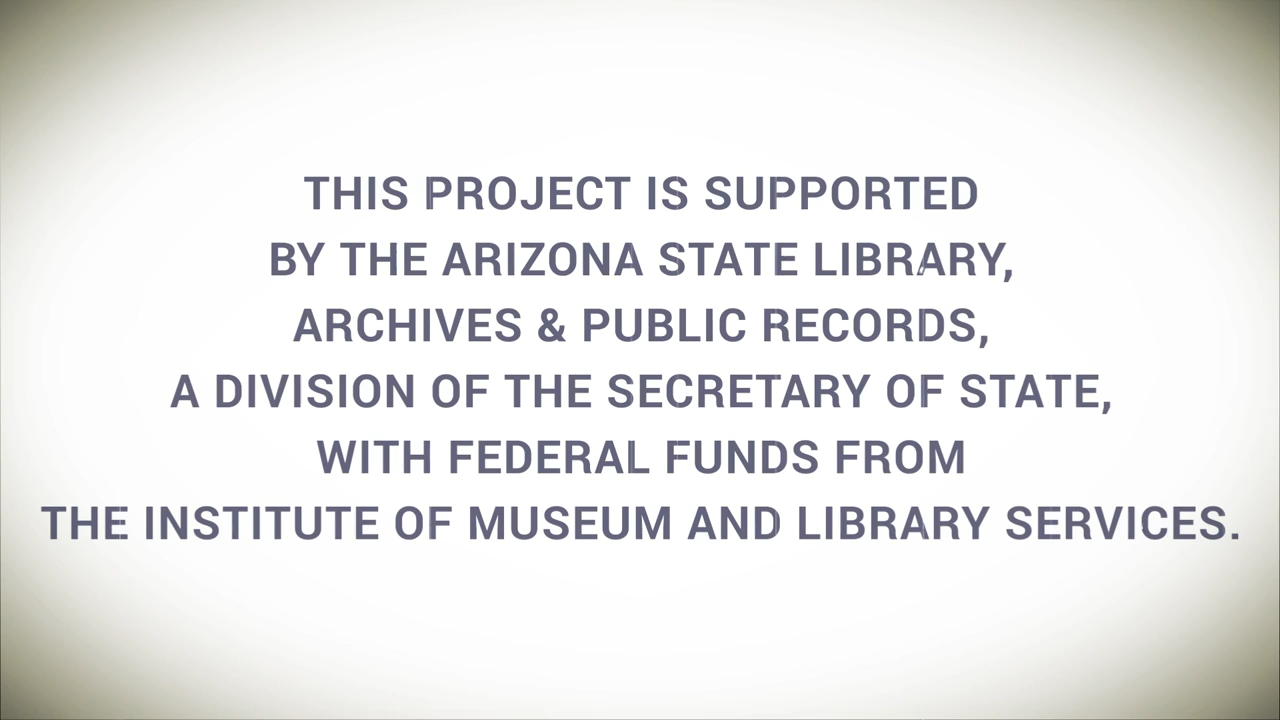 THIS PROJECT IS SUPPORTED
BY THE ARIZONA STATE LIBRARY,
ARCHIVES & PUBLIC RECORDS,
A DIVISION OF THE SECRETARY OF STATE,
WITH FEDERAL FUNDS FROM
THE INSTITUTE OF MUSEUM AND LIBRARY SERVICES.